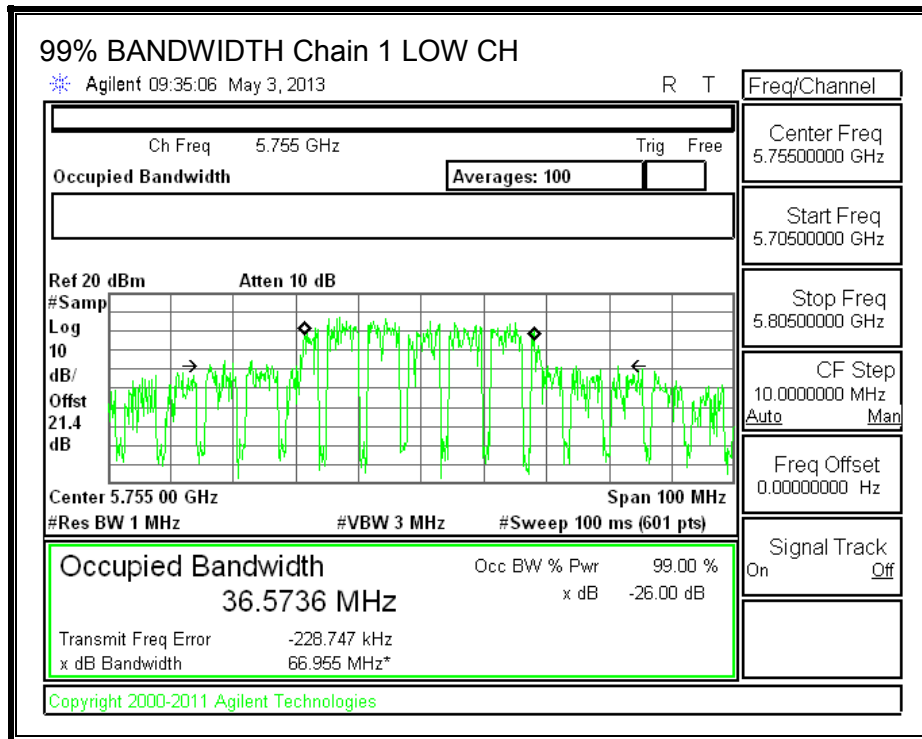 99% BANDWIDTH Chain 1 LOW CH
Agilent 09:35:06 May 3, 2013 R T
Ch Freq 5.755 GHz Trig Free
Occupied Bandwidth Averages: 100
Ref 20 dBm Atten 10 dB
#Samp
Log
10
dB/
Offst
21.4
dB
Center 5.755 00 GHz Span 100 MHz
#Res BW 1 MHz #VBW 3 MHz #Sweep 100 ms (601 pts)
Occupied Bandwidth Occ BW % Pwr 99.00 %
36.5736 MHz x dB -26.00 dB
Transmit Freq Error -228.747 kHz
x dB Bandwidth 66.955 MHz*
Copyright 2000-2011 Agilent Technologies
Freq/Channel
Center Freq
5.75500000 GHz
Start Freq
5.70500000 GHz
Stop Freq
5.80500000 GHz
CF Step
10.0000000 MHz
Auto Man
Freq Offset
0.00000000 Hz
Signal Track
On Off